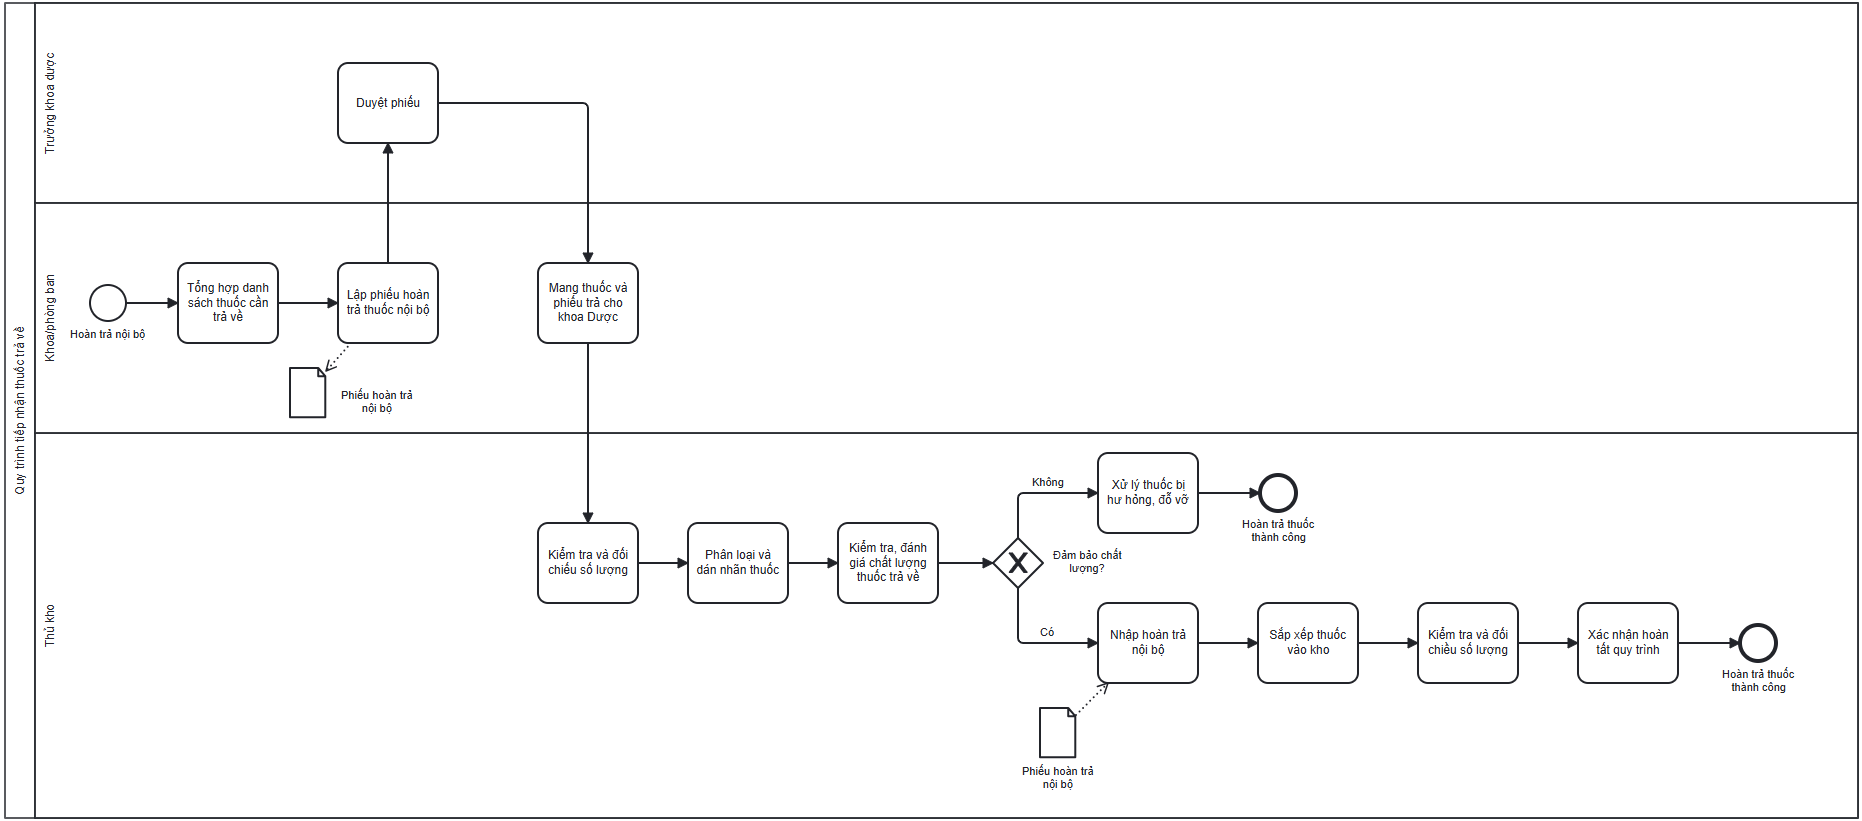 Quy trình tiếp nhận thuốc trả về
Trưởng khoa dược
Duyệt phiếu
Khoa/phòng ban
Hoàn trả nội bộ
Tổng hợp danh
sách thuốc cần
trả về
Lập phiếu hoàn
trả thuốc nội bộ
Phiếu hoàn trả
nội bộ
Mang thuốc và
phiếu trả cho
khoa Dược
Thủ kho
Kiểm tra và đối
chiếu số lượng
Phân loại và
dán nhãn thuốc
Kiểm tra, đánh
giá chất lượng
thuốc trả về
Đảm bảo chất
lượng?
Không
Xử lý thuốc bị
hư hỏng, đỗ vỡ
Hoàn trả thuốc
thành công
Có
Nhập hoàn trả
nội bộ
Phiếu hoàn trả
nội bộ
Sắp xếp thuốc
vào kho
Kiểm tra và đối
chiều số lượng
Xác nhận hoàn
tất quy trình
Hoàn trả thuốc
thành công